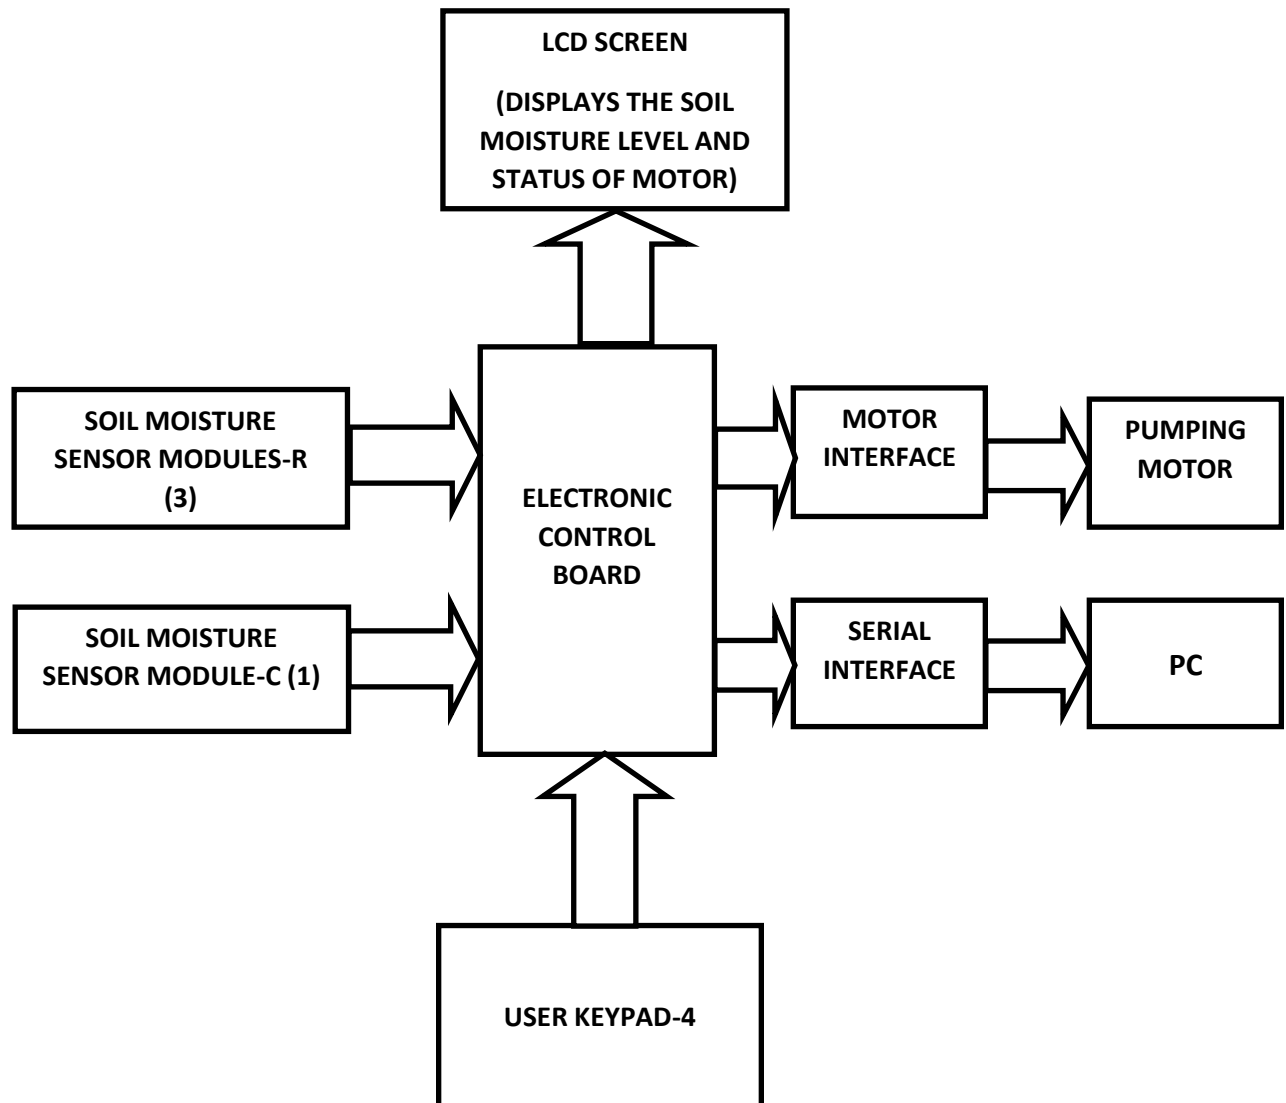 LCD SCREEN
(DISPLAYS THE SOIL
MOISTURE LEVEL AND
STATUS OF MOTOR)
SOIL MOISTURE
SENSOR MODULES-R
(3)
SOIL MOISTURE
SENSOR MODULE-C (1)
ELECTRONIC
CONTROL
BOARD
MOTOR
INTERFACE
PUMPING
MOTOR
SERIAL
INTERFACE
PC
USER KEYPAD-4